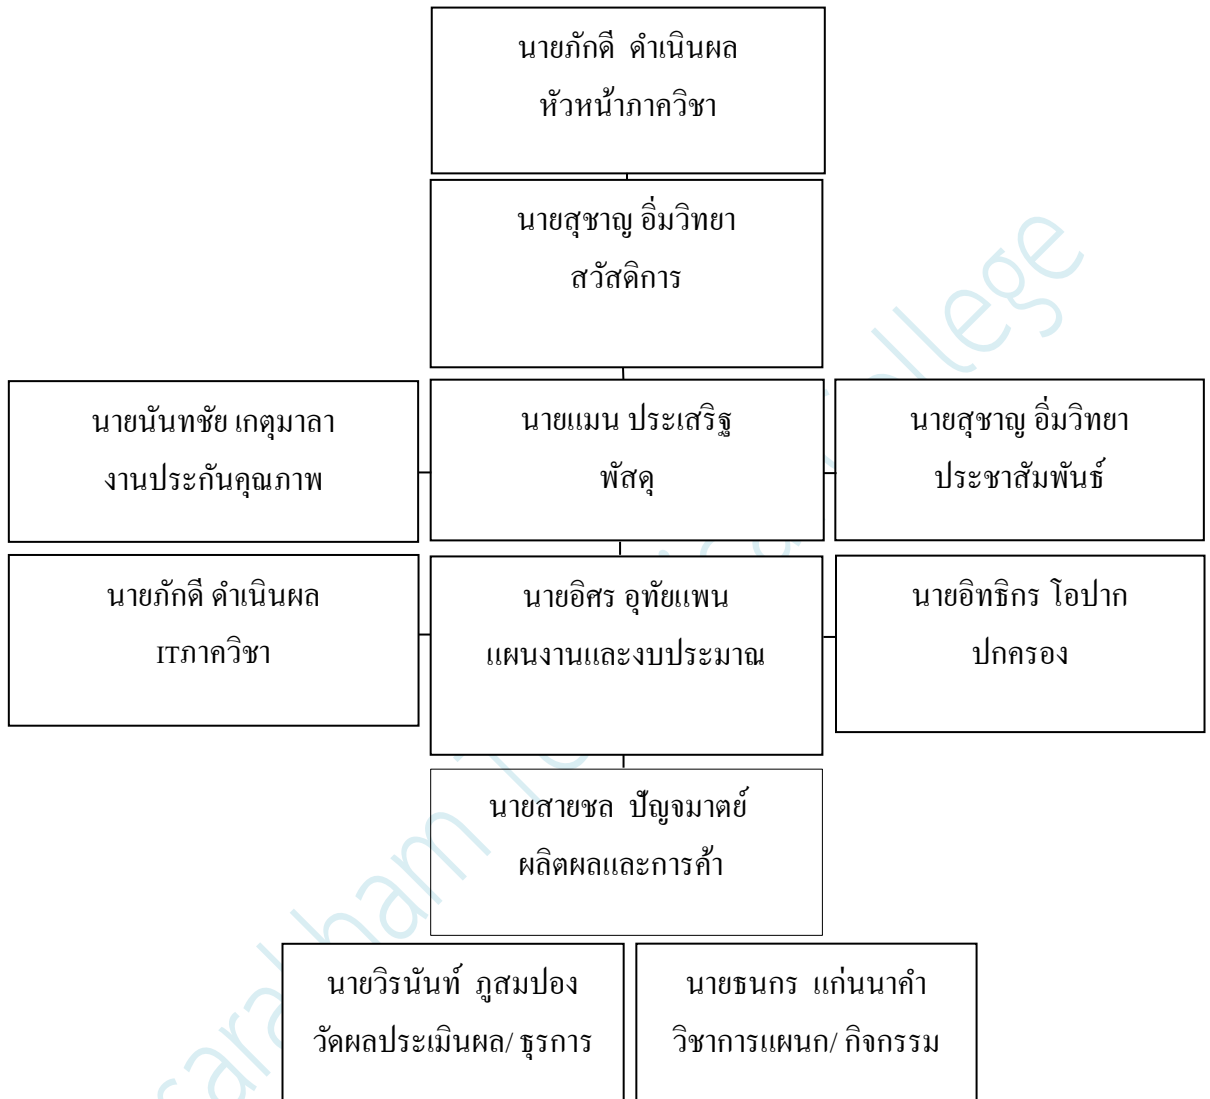 นายภักดี ดำเนินผล
หัวหน้าภาควิชา
นายสุชาญ อิ่มวิทยา
สวัสดิการ
นายนันทชัย เกตุมาลา
งานประกันคุณภาพ
นายแมน ประเสริฐ
พัสดุ
นายสุชาญ อิ่มวิทยา
ประชาสัมพันธ์
นายภักดี ดำเนินผล
ITภาควิชา
นายอิศร อุทัยแพน
แผนงานและงบประมาณ
นายอิทธิกร โอปาก
ปกครอง
นายสายชล ปัญจมาตย์
ผลิตผลและการค้า
นายวิรนันท์ ภูสมปอง
วัดผลประเมินผล/ ธุรการ
นายธนกร แก่นนาคำ
วิชาการแผนก/ กิจกรรม